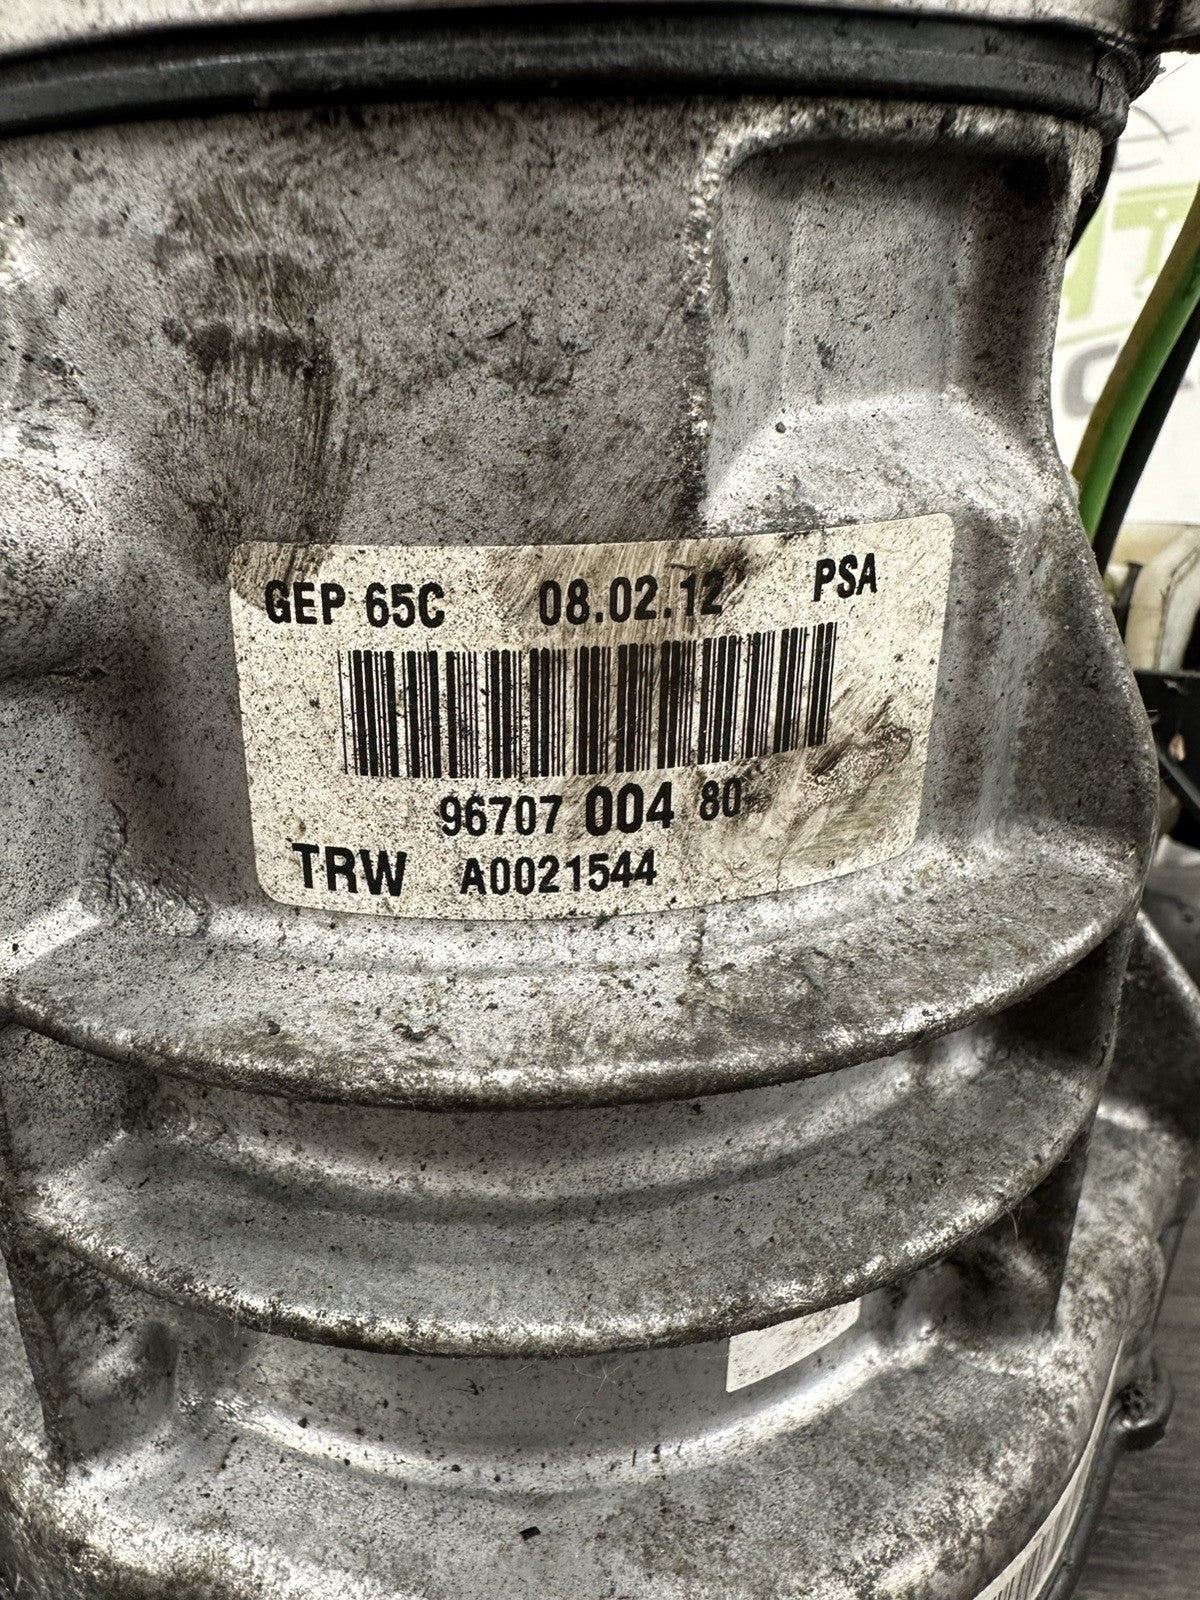 GEP 65C 08.02.12 PSA
96707 004 80
TRW A0021544